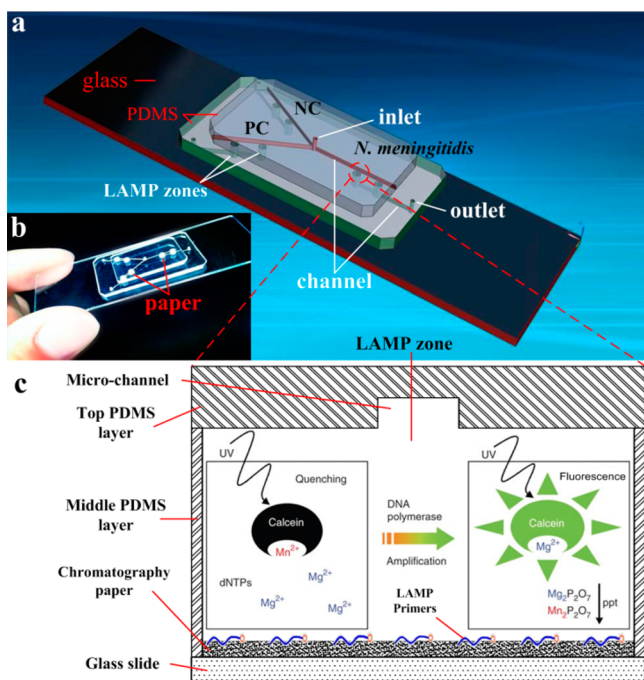 a
glass
PDMS
NC
PC
inlet
N. meningitidis
LAMP zones
outlet
channel
b
paper
LAMP zone
c
Micro-channel
Top PDMS
layer
Middle PDMS
layer
Chromatography
paper
Glass slide
UV
Quenching
Calcein
Mn2+
dNTPs
Mg2+
Mg2+
Mg2+
DNA
polymerase
Amplification
LAMP
Primers
UV
Fluorescence
Calcein
Mg2+
Mg2P2O7
Mn2P2O7
ppt